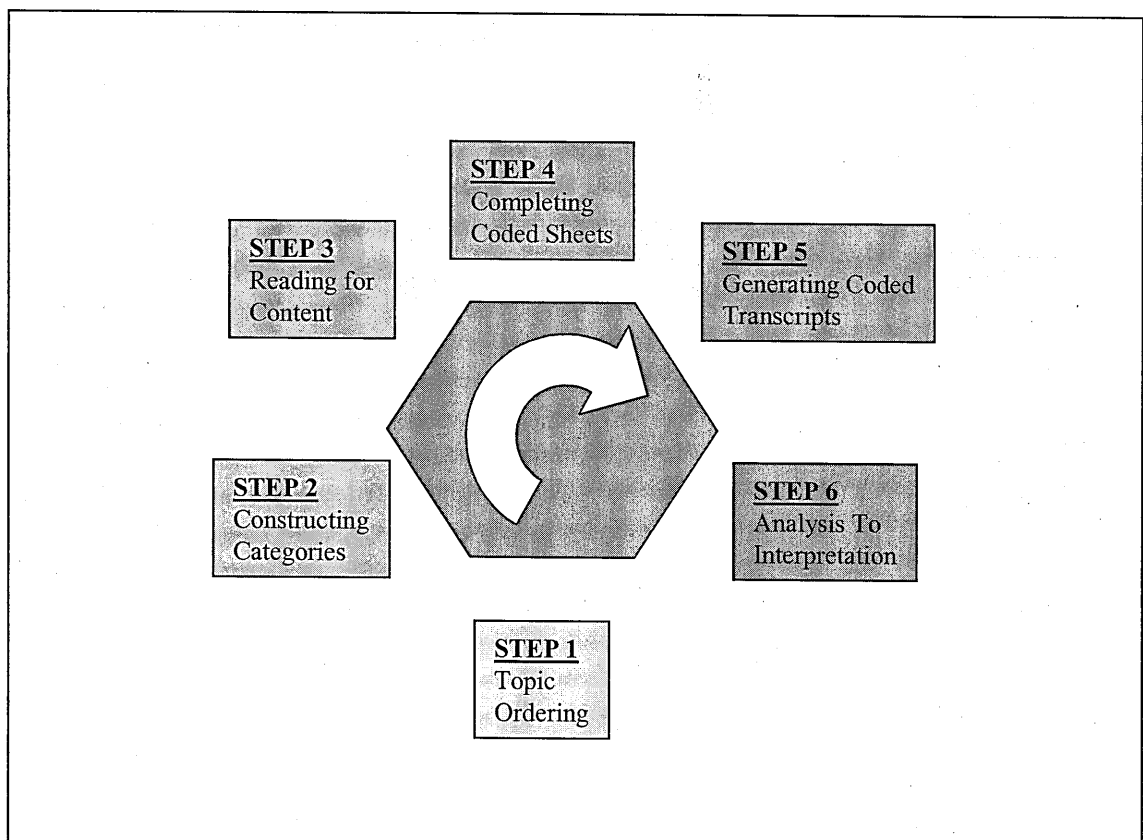 STEP 4
Completing
Coded Sheets
STEP 3
Reading for
Content
STEP 5
Generating Coded
Transcripts
STEP 2
Constructing
Categories
STEP 6
Analysis To
Interpretation
STEP 1
Topic
Ordering